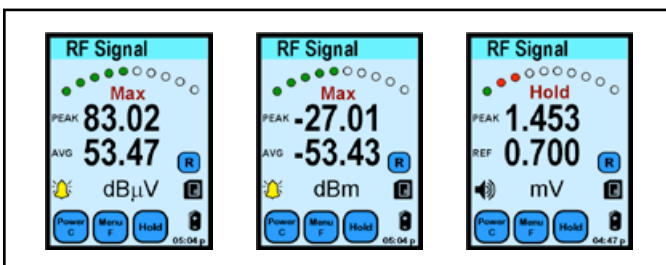 RF Signal
Max
PEAK 83.02
AVG 53.47
R
dBµV
Power C
Menu F
Hold
05:04 p
RF Signal
Max
PEAK -27.01
AVG -53.43
R
dBm
Power C
Menu F
Hold
05:04 p
RF Signal
Hold
PEAK 1.453
REF 0.700
R
mV
Power C
Menu F
Hold
04:47 p